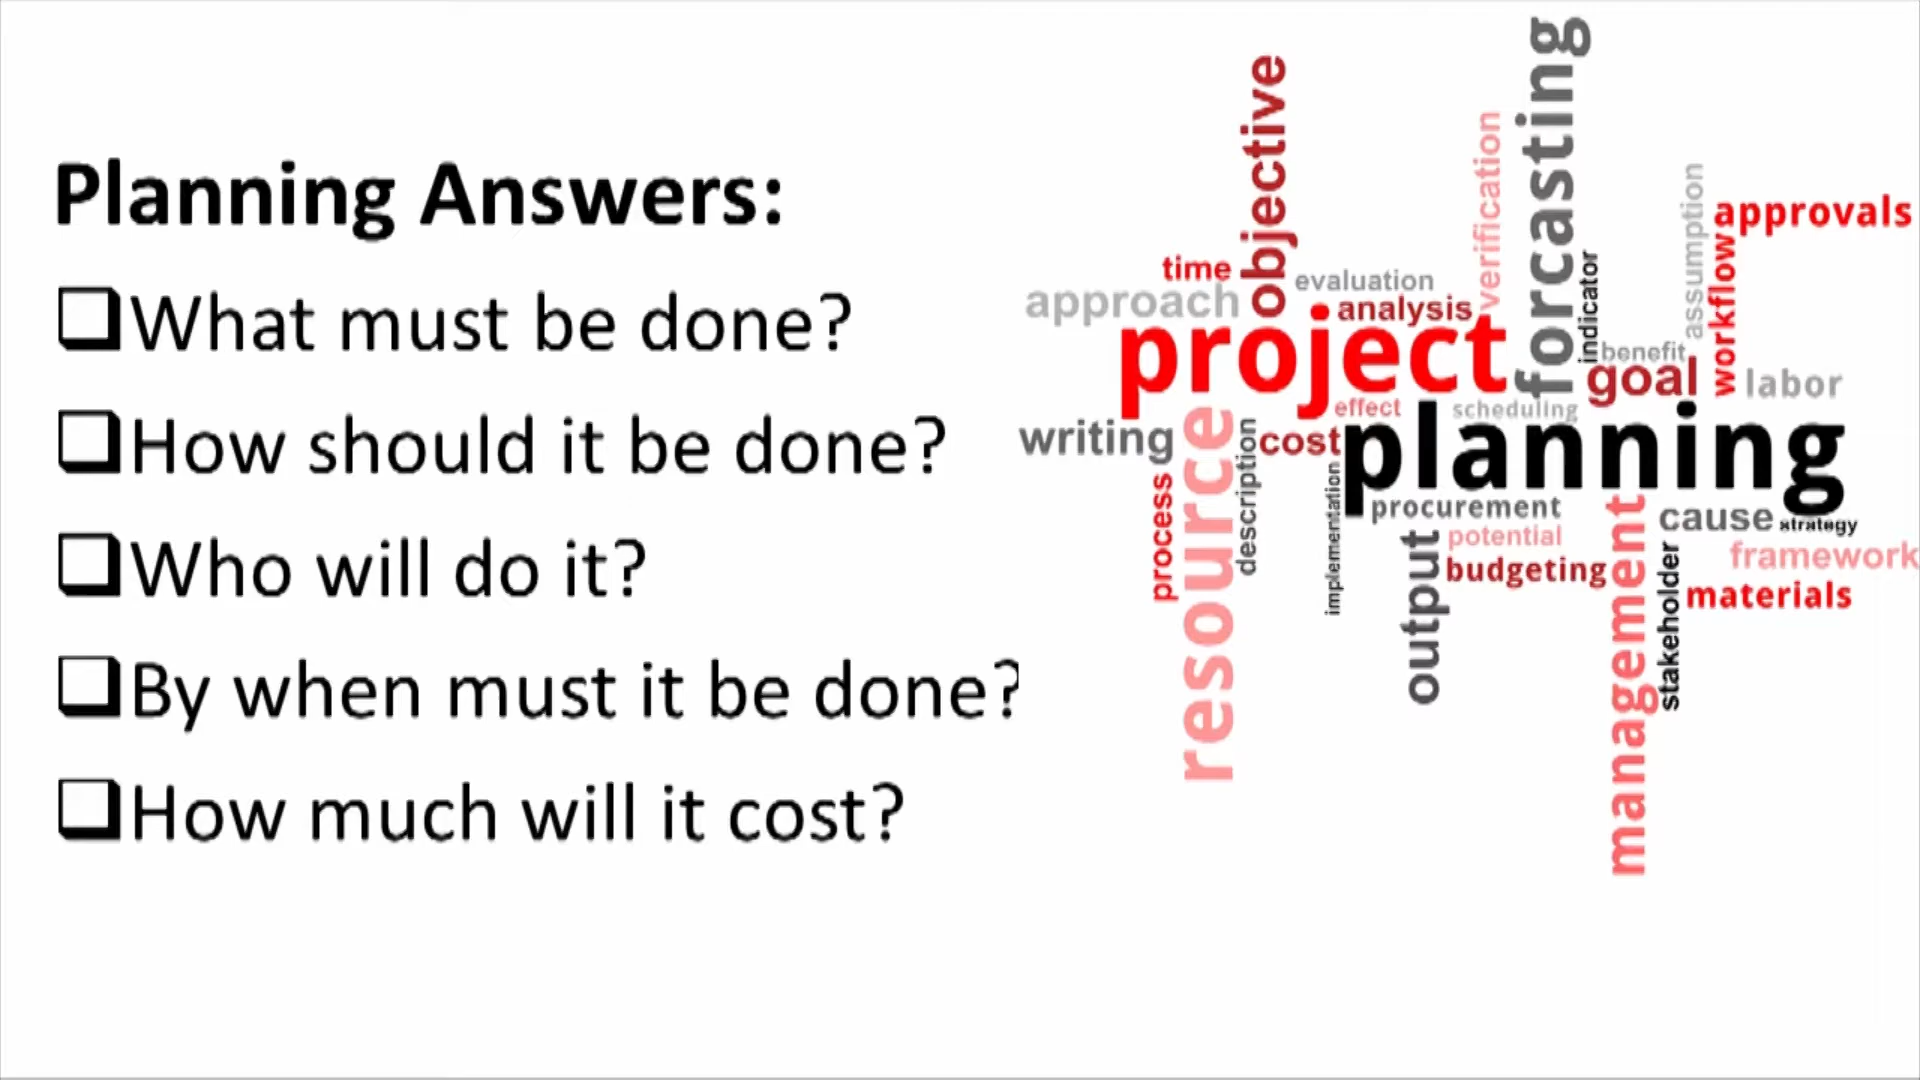 Planning Answers:
What must be done?
How should it be done?
Who will do it?
By when must it be done?
How much will it cost?
forcasting
objective
verification
assumption
approvals
time
evaluation
indicator
workflow
approach
analysis
project
benefit
goal
labor
effect
scheduling
writing
resource
description
cost
planning
process
implementation
procurement
management
cause
strategy
output
potential
stakeholder
framework
budgeting
materials